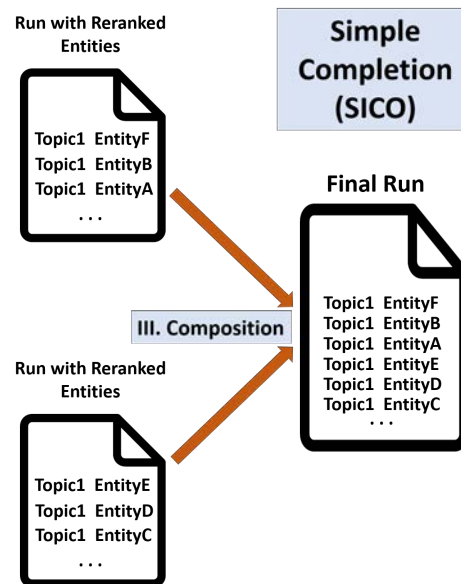 Run with Reranked
Entities
Topic1 EntityF
Topic1 EntityB
Topic1 EntityA
...
Simple
Completion
(SICO)
Final Run
Topic1 EntityF
Topic1 EntityB
Topic1 EntityA
Topic1 EntityE
Topic1 EntityD
Topic1 EntityC
...
III. Composition
Run with Reranked
Entities
Topic1 EntityE
Topic1 EntityD
Topic1 EntityC
...